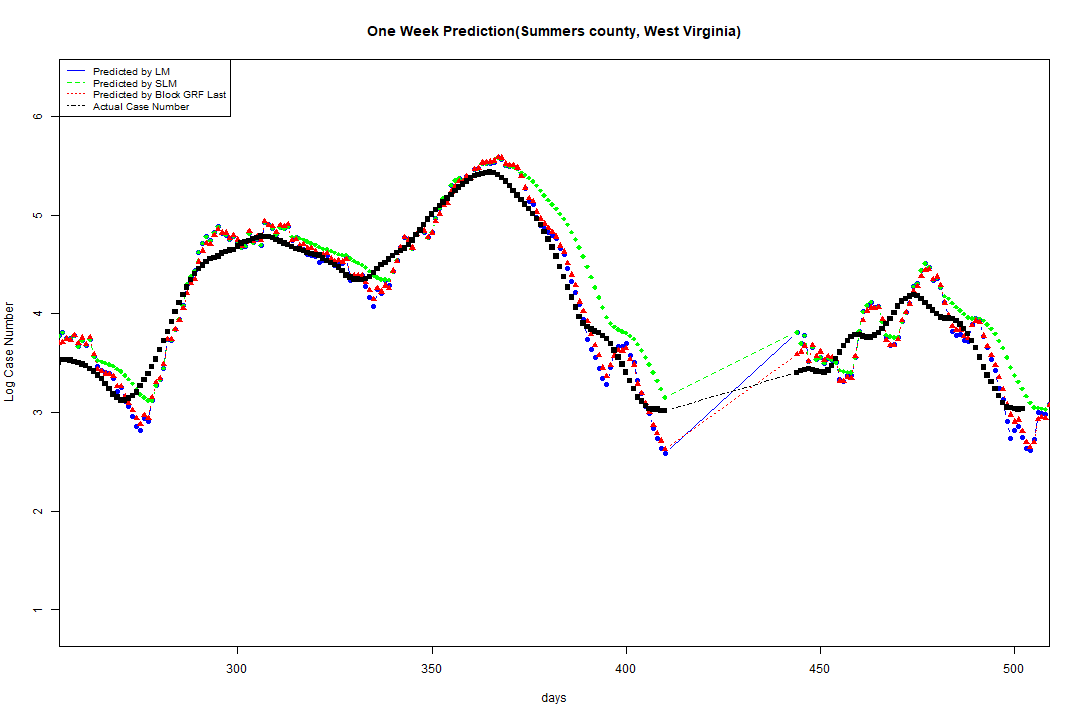 One Week Prediction(Summers county, West Virginia)
Predicted by LM
Predicted by SLM
Predicted by Block GRF Last
Actual Case Number
Log Case Number
6
5
4
3
2
1
300 350 400 450 500
days